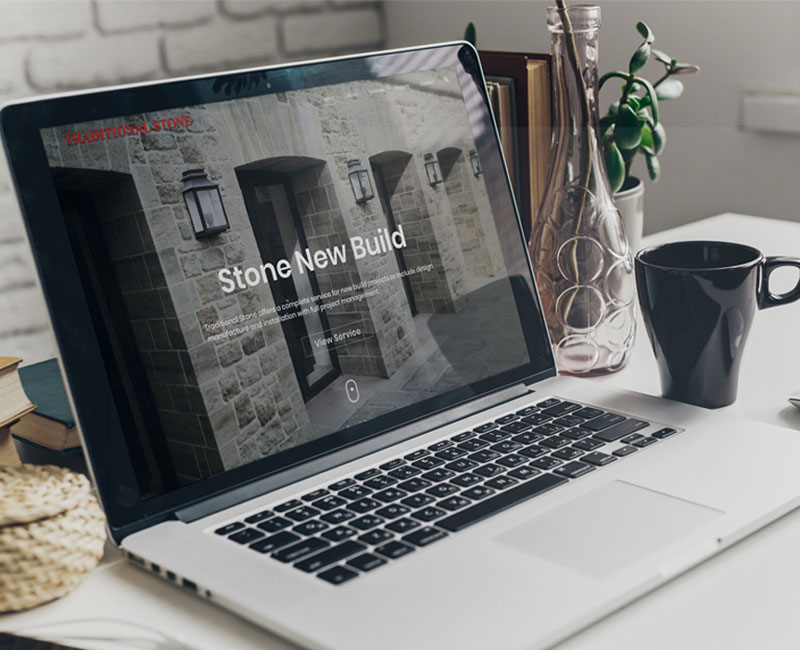 TRADITIONAL STONE
Stone New Build
Traditional Stone offers a complete service for new build projects to include design,
manufacture and installation with full project management.
View Service